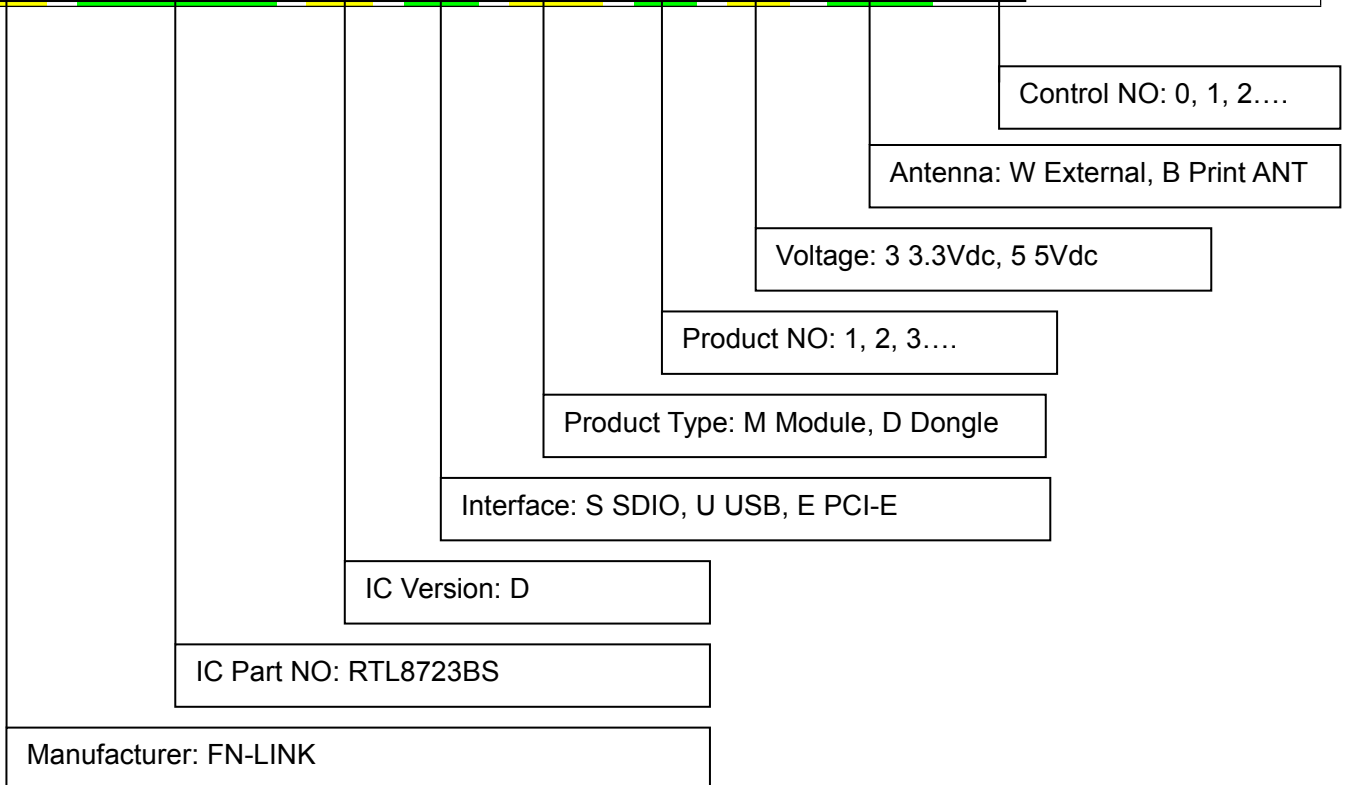 Control NO: 0, 1, 2….
Antenna: W External, B Print ANT
Voltage: 3 3.3Vdc, 5 5Vdc
Product NO: 1, 2, 3….
Product Type: M Module, D Dongle
Interface: S SDIO, U USB, E PCI-E
IC Version: D
IC Part NO: RTL8723BS
Manufacturer: FN-LINK